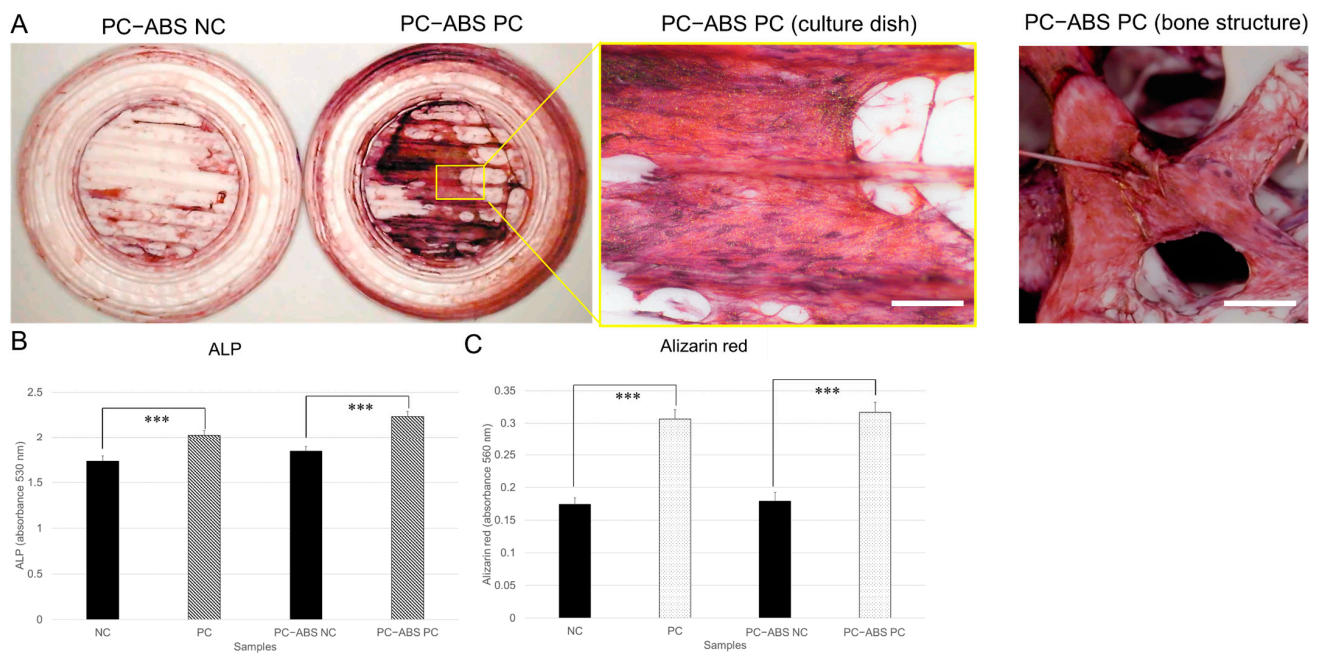 A
PC−ABS NC
PC−ABS PC
PC−ABS PC (culture dish)
PC−ABS PC (bone structure)
B
ALP
ALP (absorbance 530 nm)
2.5
2
1.5
1
0.5
0
***
***
NC
PC
PC−ABS NC
PC−ABS PC
Samples
C
Alizarin red
Alizarin red (absorbance 560 nm)
0.35
0.3
0.25
0.2
0.15
0.1
0.05
0
***
***
NC
PC
PC−ABS NC
PC−ABS PC
Samples